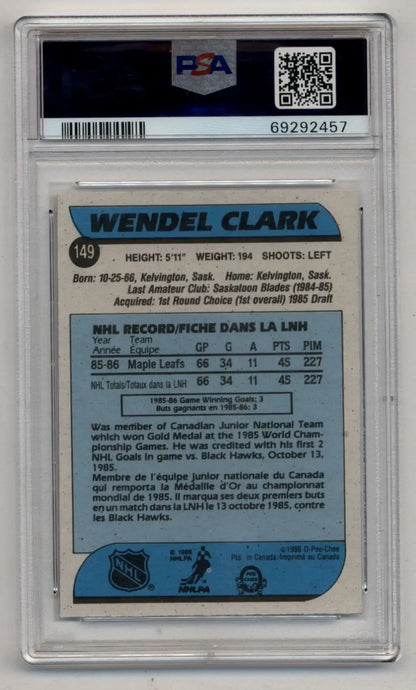 PSA
69292457
WENDEL CLARK
149
HEIGHT: 5'11" WEIGHT: 194 SHOOTS: LEFT
Born: 10-25-66, Kelvington, Sask. Home: Kelvington, Sask.
Last Amateur Club: Saskatoon Blades (1984-85)
Acquired: 1st Round Choice (1st overall) 1985 Draft
NHL RECORD/FICHE DANS LA LNH
Year Team
Année Équipe GP G A PTS PIM
85-86 Maple Leafs 66 34 11 45 227
NHL Totals/Totaux dans la LNH 66 34 11 45 227
1985-86 Game Winning Goals: 3
Buts gagnants en 1985-86: 3
Was member of Canadian Junior National Team
which won Gold Medal at the 1985 World Cham-
pionship Games. He was credited with his first 2
NHL Goals in game vs. Black Hawks, October 13,
1985.
Membre de l'équipe junior nationale du Canada
qui remporta la Médaille d'Or au championnat
mondial de 1985. Il marqua ses deux premiers buts
en un match dans la LNH le 13 octobre 1985, contre
les Black Hawks.
©1986 O-Pee-Chee
Ptd. in Canada/Imprimé au Canada
NHL
© 1986
NHLPA
NHLPA
O
PEE
CHEE